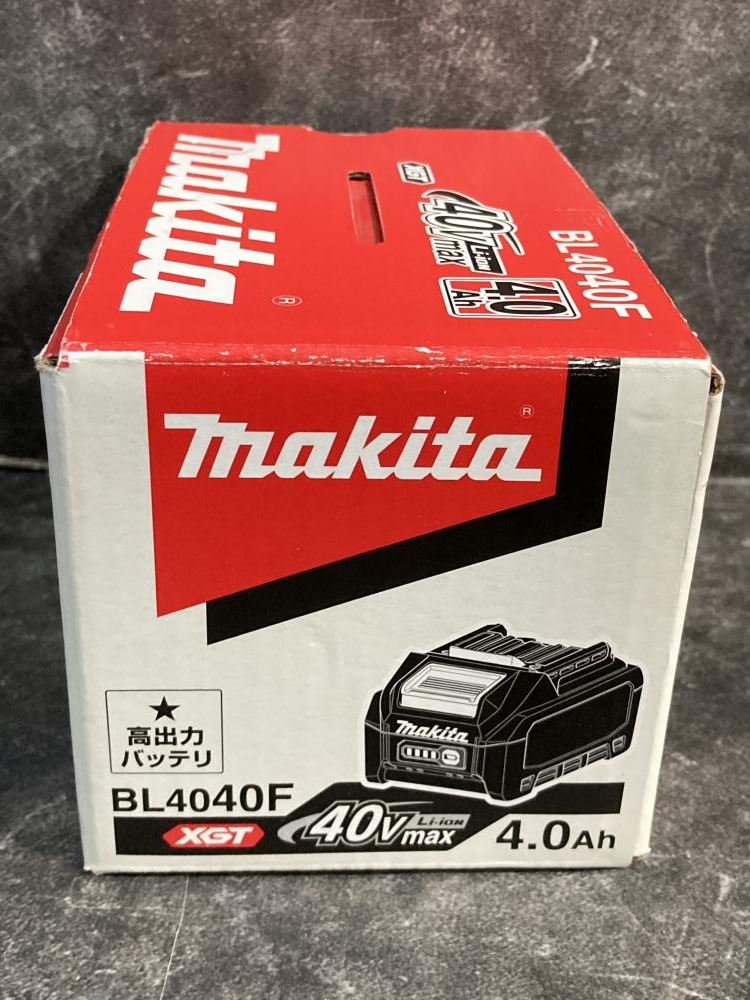 makita®
XGT
40Vmax Li-ion
4.0 Ah
BL4040F
makita®
makita
★
高出力
バッテリ
BL4040F
XGT 40Vmax Li-ion 4.0Ah